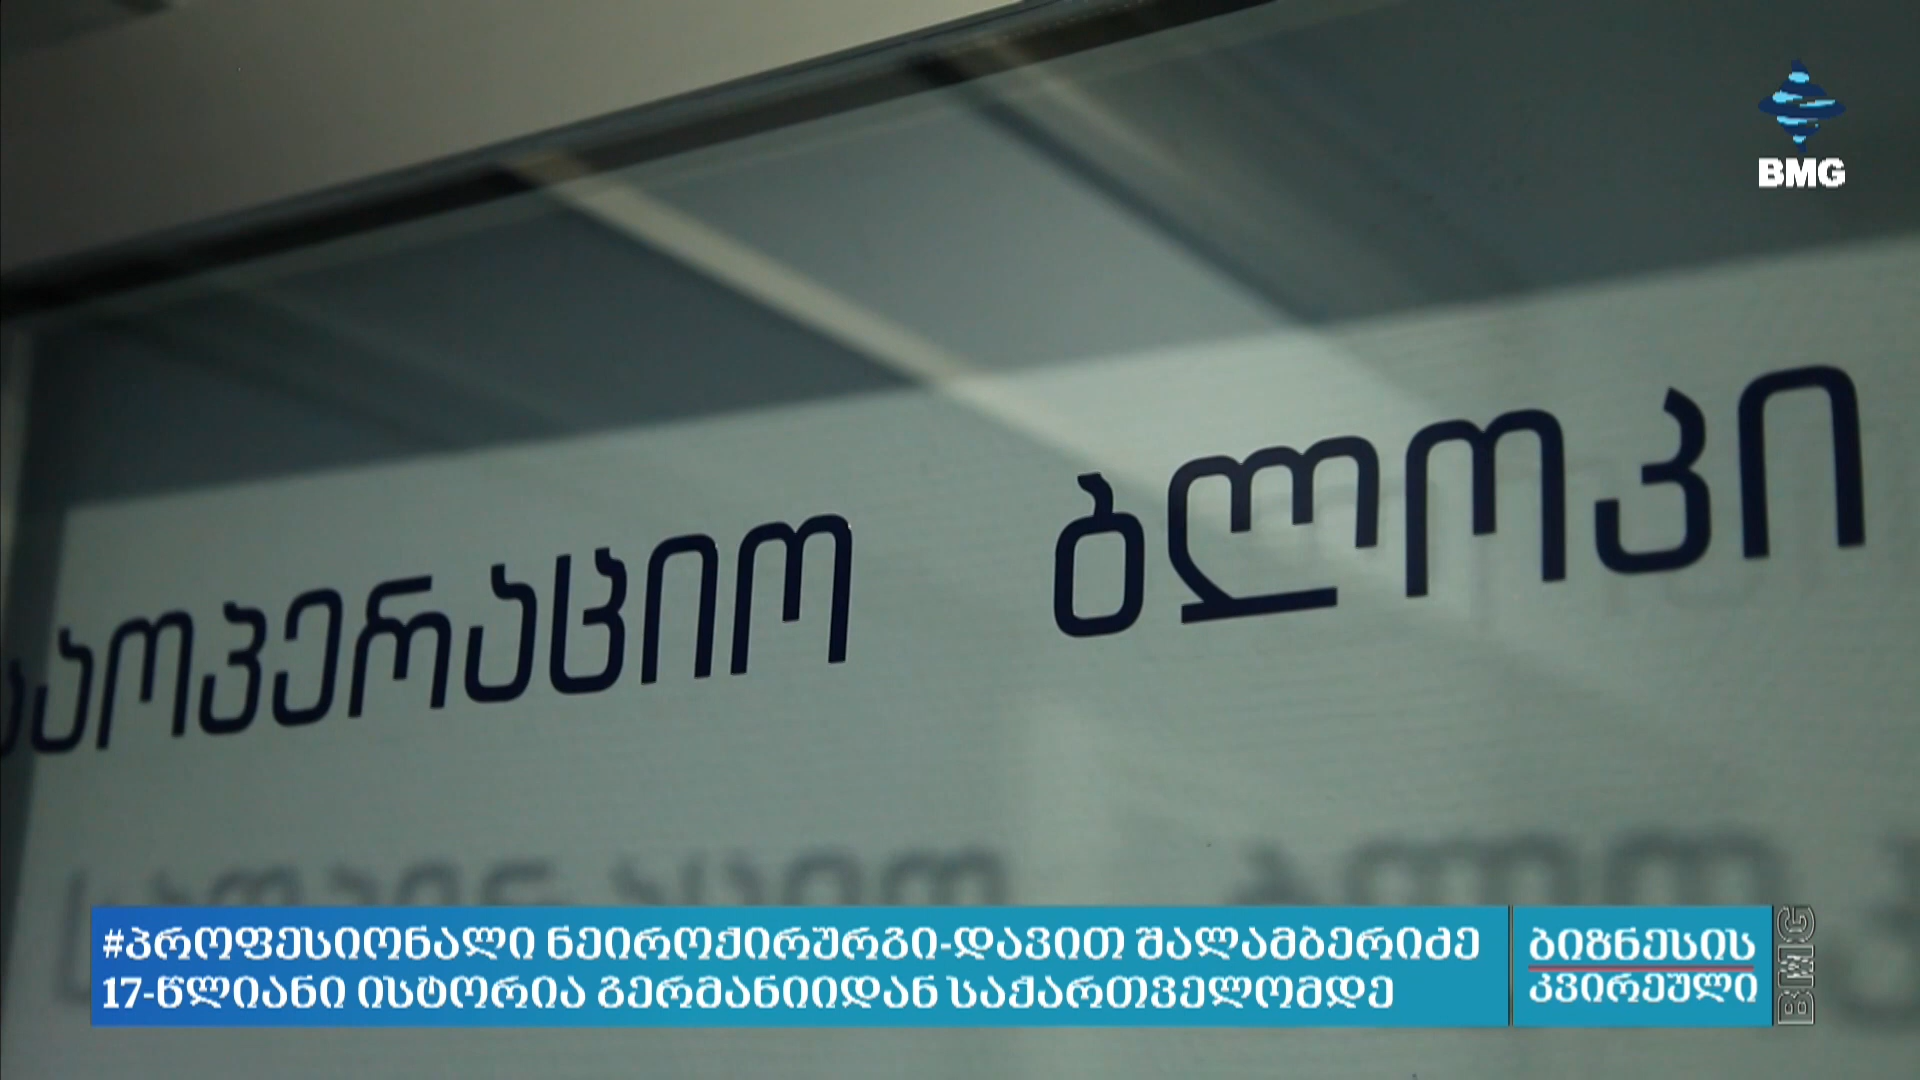 BMG
საოპერაციო ბლოკი
#პროფესიონალი ნეიროქირურგი-დავით შალამბერიძე
17-წლიანი ისტორია გერმანიიდან საქართველომდე
ბიზნესის
კვირეული
BMG